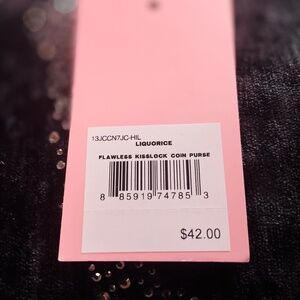 13JCCN7JC-HIL
LIQUORICE
FLAWLESS KISSLOCK COIN PURSE
8 85919 74785 3
$42.00